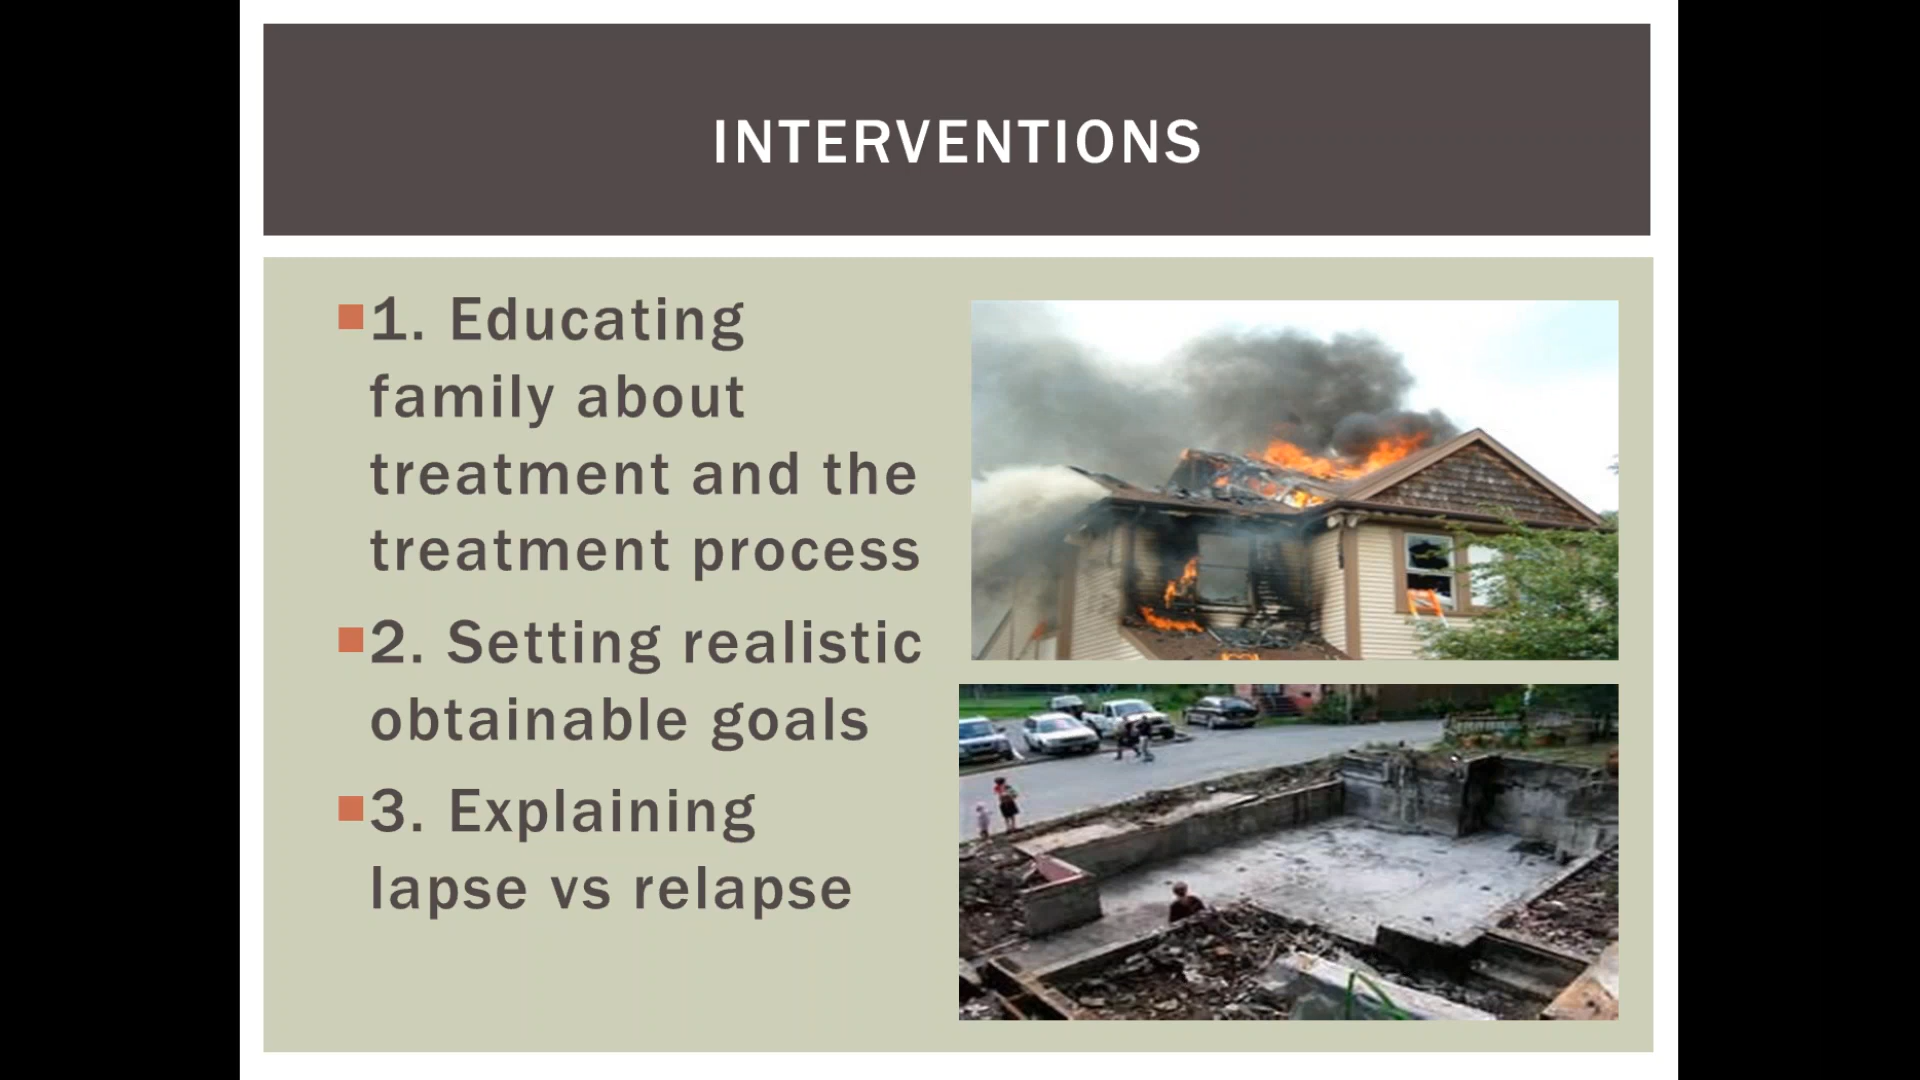 INTERVENTIONS
1. Educating
family about
treatment and the
treatment process
2. Setting realistic
obtainable goals
3. Explaining
lapse vs relapse